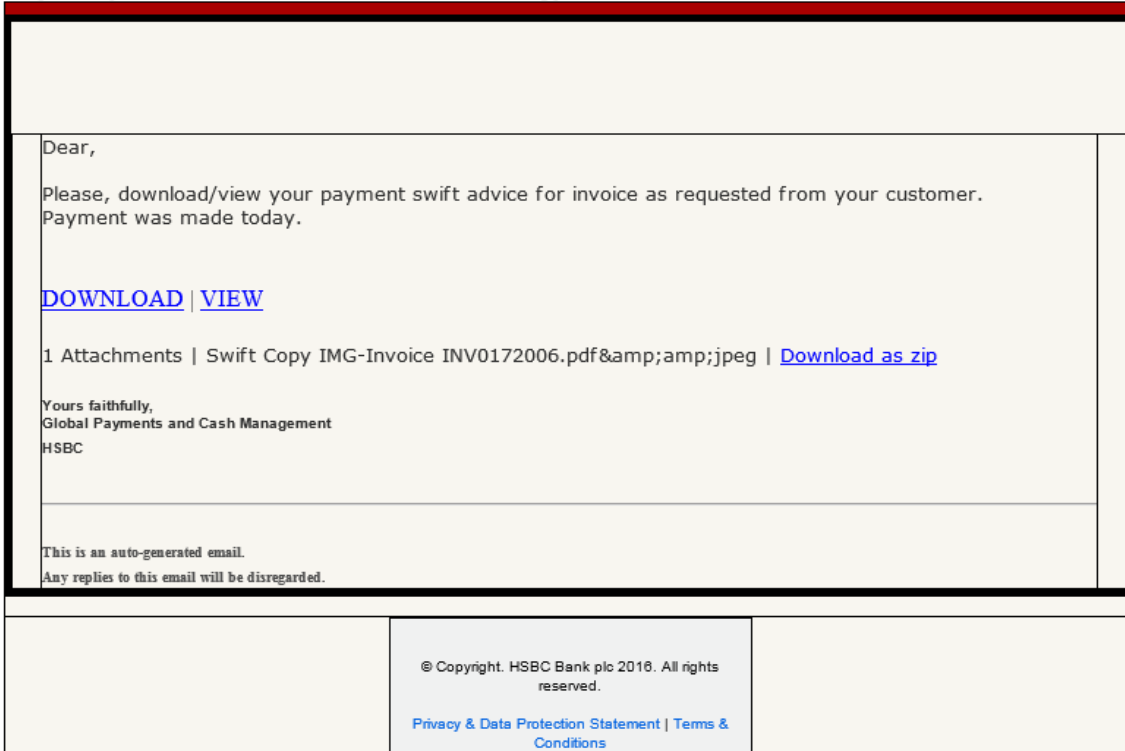 Dear,
Please, download/view your payment swift advice for invoice as requested from your customer.
Payment was made today.
DOWNLOAD | VIEW
1 Attachments | Swift Copy IMG-Invoice INV0172006.pdf&amp;amp;jpeg | Download as zip
Yours faithfully,
Global Payments and Cash Management
HSBC
This is an auto-generated email.
Any replies to this email will be disregarded.
© Copyright. HSBC Bank plc 2016. All rights
reserved.
Privacy & Data Protection Statement | Terms &
Conditions